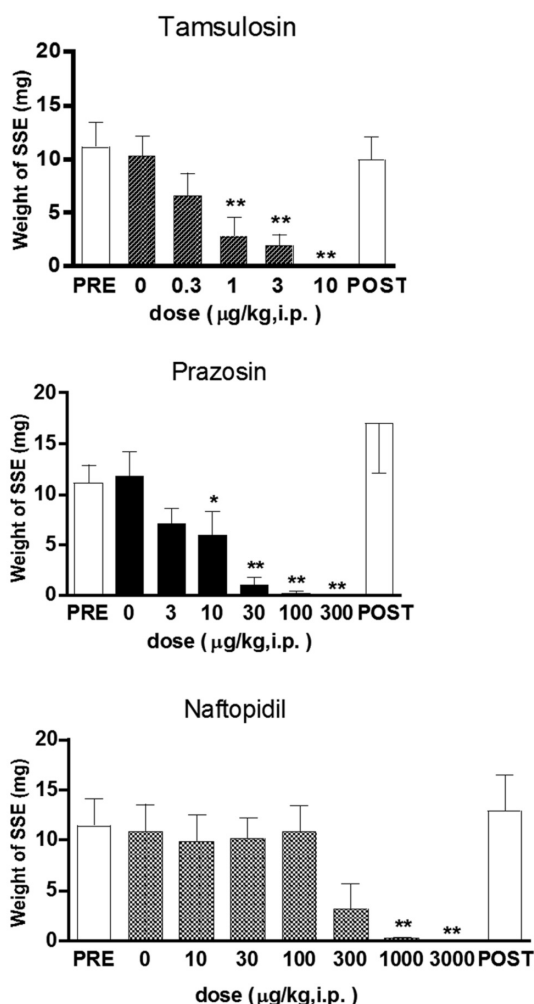 Tamsulosin
Weight of SSE (mg)
20
15
10
5
0
** ** **
PRE 0 0.3 1 3 10 POST
dose ( μg/kg,i.p. )
Prazosin
Weight of SSE (mg)
20
15
10
5
0
* ** ** **
PRE 0 3 10 30 100 300 POST
dose ( μg/kg,i.p. )
Naftopidil
Weight of SSE (mg)
20
15
10
5
0
** **
PRE 0 10 30 100 300 1000 3000 POST
dose ( μg/kg,i.p. )